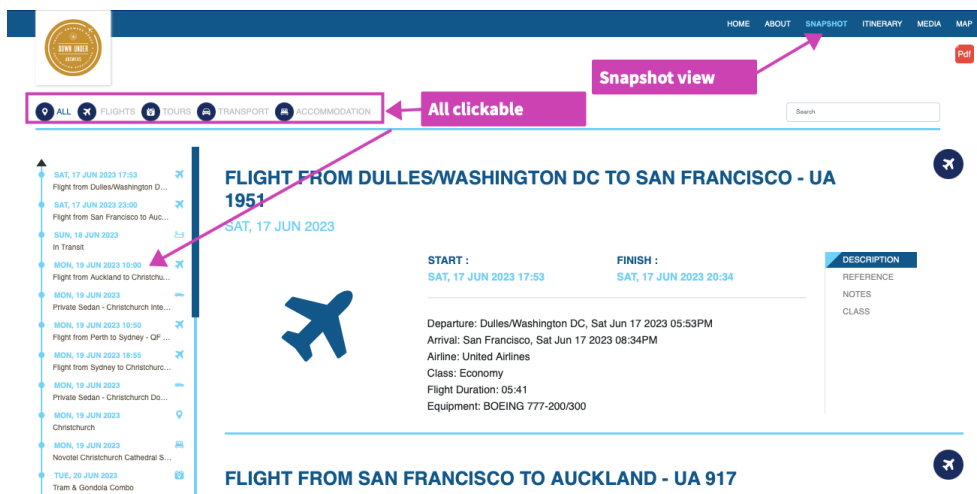 HOME ABOUT SNAPSHOT ITINERARY MEDIA MAP
DOWN UNDER
ANSWERS
Pdf
Snapshot view
ALL FLIGHTS TOURS TRANSPORT ACCOMMODATION
All clickable
Search
SAT, 17 JUN 2023 17:53
Flight from Dulles/Washington D...
SAT, 17 JUN 2023 23:00
Flight from San Francisco to Auc...
SUN, 18 JUN 2023
In Transit
MON, 19 JUN 2023 10:00
Flight from Auckland to Christchu...
MON, 19 JUN 2023
Private Sedan - Christchurch Inte...
MON, 19 JUN 2023 10:50
Flight from Perth to Sydney - QF ...
MON, 19 JUN 2023 18:55
Flight from Sydney to Christchurc...
MON, 19 JUN 2023
Private Sedan - Christchurch Do...
MON, 19 JUN 2023
Christchurch
MON, 19 JUN 2023
Novotel Christchurch Cathedral S...
TUE, 20 JUN 2023
Tram & Gondola Combo
FLIGHT FROM DULLES/WASHINGTON DC TO SAN FRANCISCO - UA
1951
SAT, 17 JUN 2023
START :
SAT, 17 JUN 2023 17:53
FINISH :
SAT, 17 JUN 2023 20:34
Departure: Dulles/Washington DC, Sat Jun 17 2023 05:53PM
Arrival: San Francisco, Sat Jun 17 2023 08:34PM
Airline: United Airlines
Class: Economy
Flight Duration: 05:41
Equipment: BOEING 777-200/300
DESCRIPTION
REFERENCE
NOTES
CLASS
FLIGHT FROM SAN FRANCISCO TO AUCKLAND - UA 917